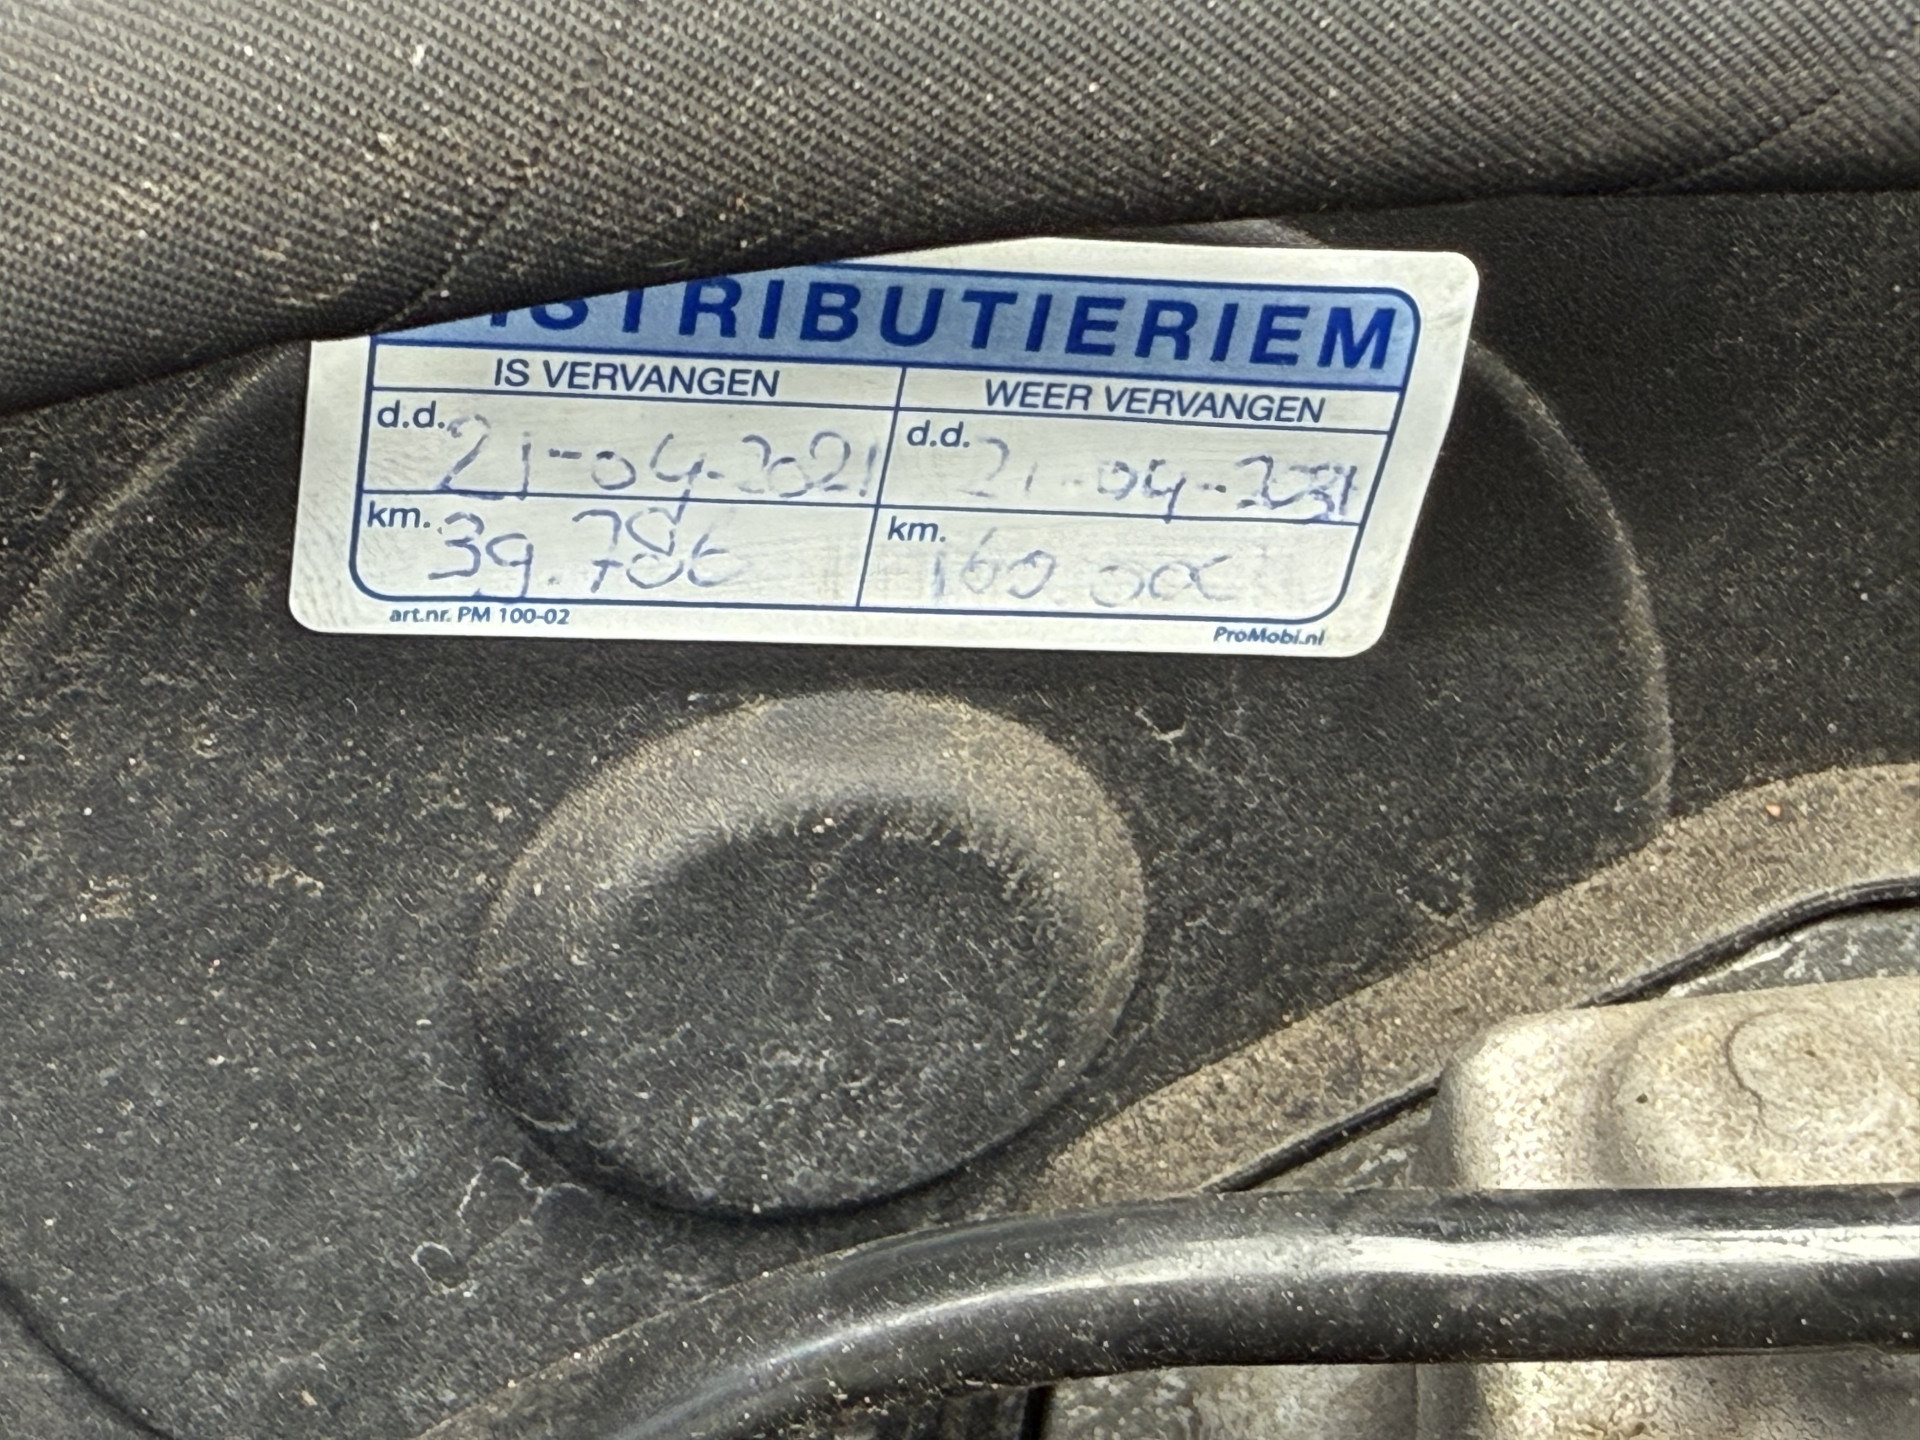 DISTRIBUTIERIEM
IS VERVANGEN
WEER VERVANGEN
d.d. 21-04-2021
d.d. 21-04-2031
km. 39.786
km. 160.000
art.nr. PM 100-02
ProMobi.nl